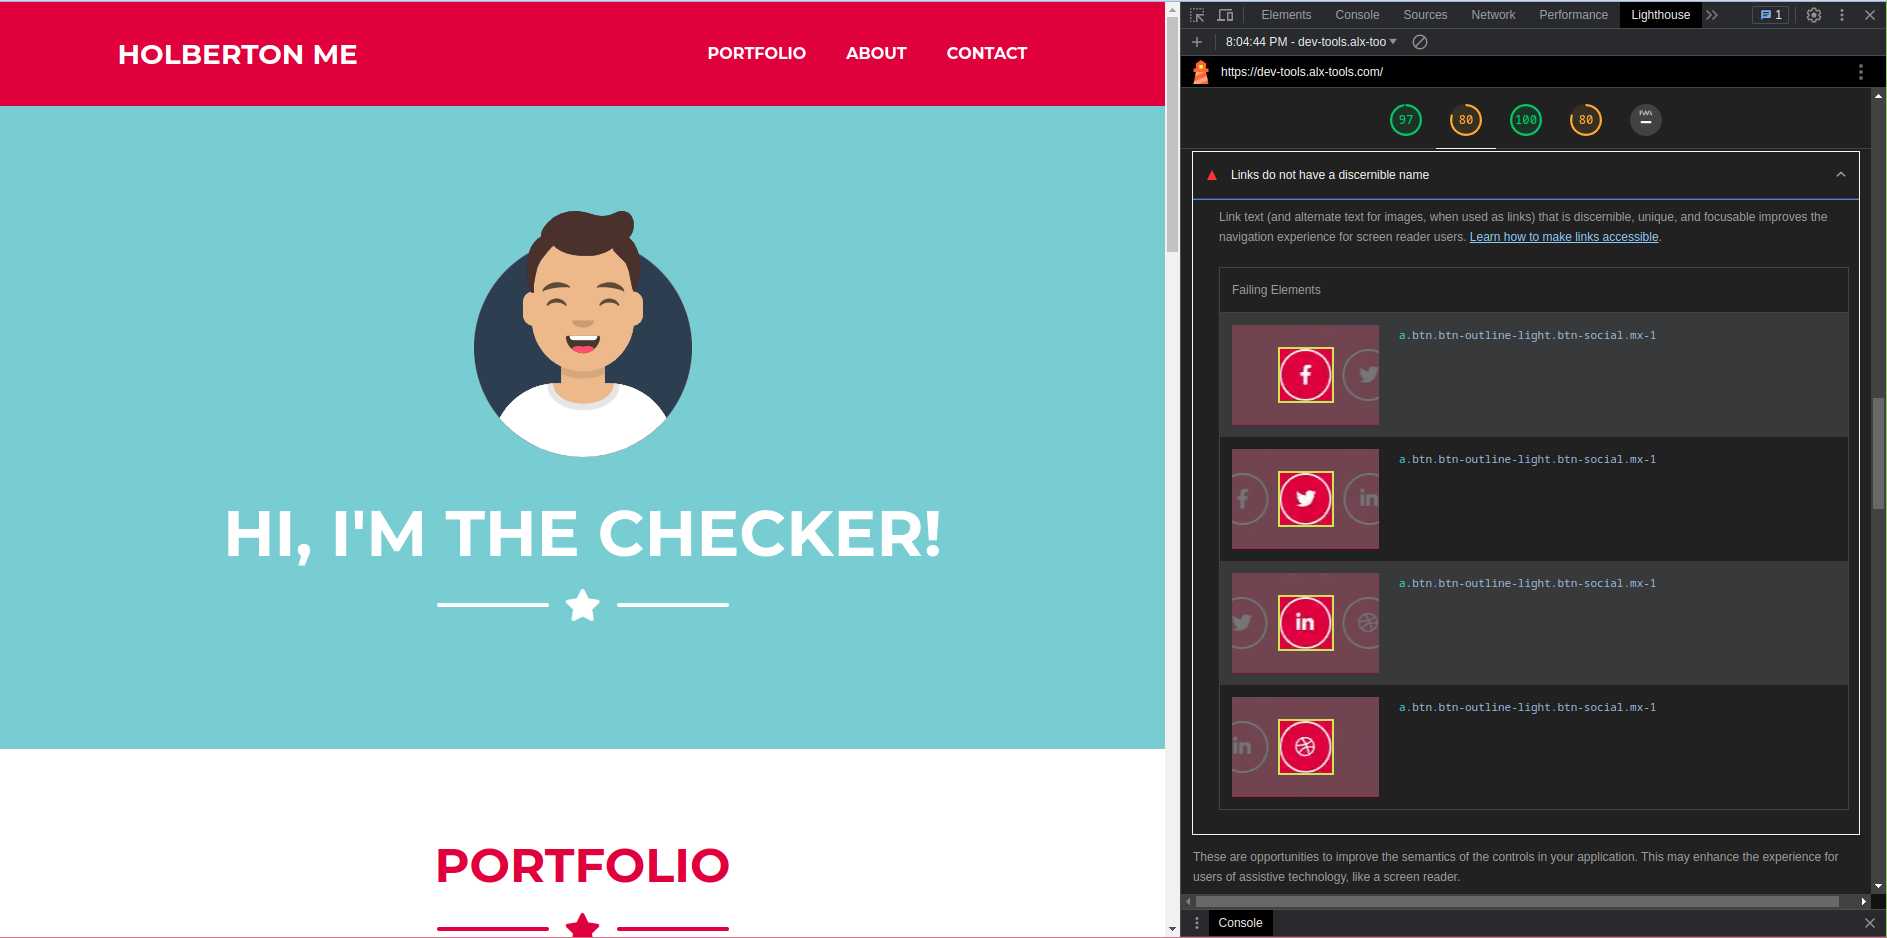 HOLBERTON ME
PORTFOLIO ABOUT CONTACT
HI, I'M THE CHECKER!
PORTFOLIO
Elements Console Sources Network Performance Lighthouse 1
8:04:44 PM - dev-tools.alx-too
https://dev-tools.alx-tools.com/
97 80 100 80 PWA
Links do not have a discernible name
Link text (and alternate text for images, when used as links) that is discernible, unique, and focusable improves the
navigation experience for screen reader users. Learn how to make links accessible.
Failing Elements
a.btn.btn-outline-light.btn-social.mx-1
f
a.btn.btn-outline-light.btn-social.mx-1
f in
a.btn.btn-outline-light.btn-social.mx-1
in
a.btn.btn-outline-light.btn-social.mx-1
in
These are opportunities to improve the semantics of the controls in your application. This may enhance the experience for
users of assistive technology, like a screen reader.
Console